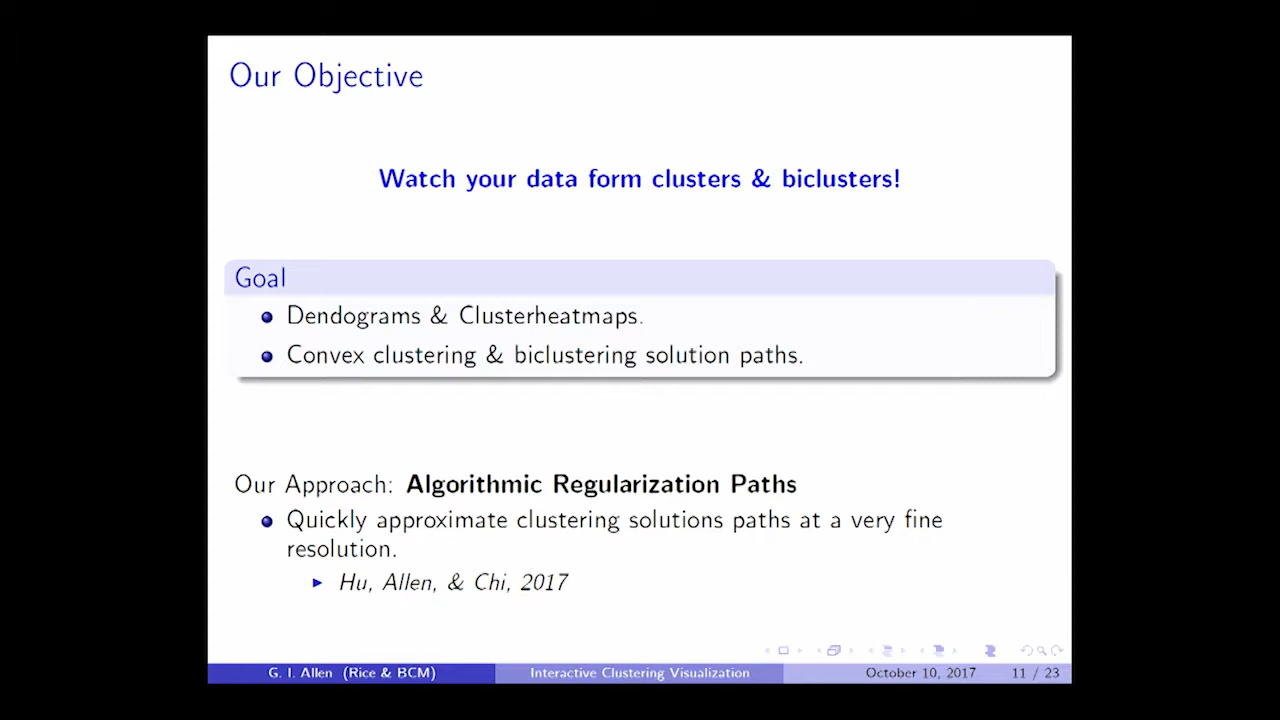 Our Objective
Watch your data form clusters & biclusters!
Goal
Dendograms & Clusterheatmaps.
Convex clustering & biclustering solution paths.
Our Approach: Algorithmic Regularization Paths
Quickly approximate clustering solutions paths at a very fine
resolution.
Hu, Allen, & Chi, 2017
G. I. Allen (Rice & BCM) Interactive Clustering Visualization October 10, 2017 11 / 23